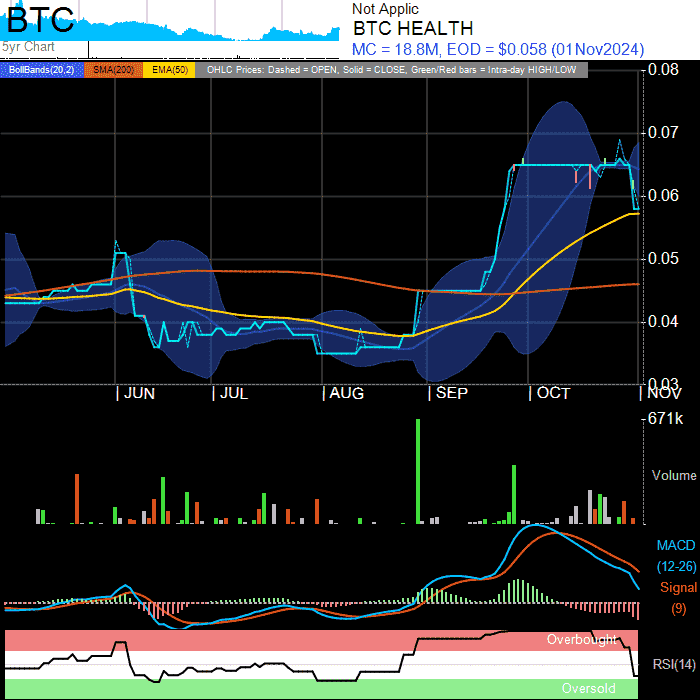 BTC
5yr Chart
Not Applic
BTC HEALTH
MC = 18.8M, EOD = $0.058 (01Nov2024)
BollBands(20,2) SMA(200) EMA(50) OHLC Prices: Dashed = OPEN, Solid = CLOSE, Green/Red bars = Intra-day HIGH/LOW
0.08
0.07
0.06
0.05
0.04
0.03
| JUN | JUL | AUG | SEP | OCT | NOV
671k
Volume
MACD
(12-26)
Signal
(9)
Overbought
RSI(14)
Oversold